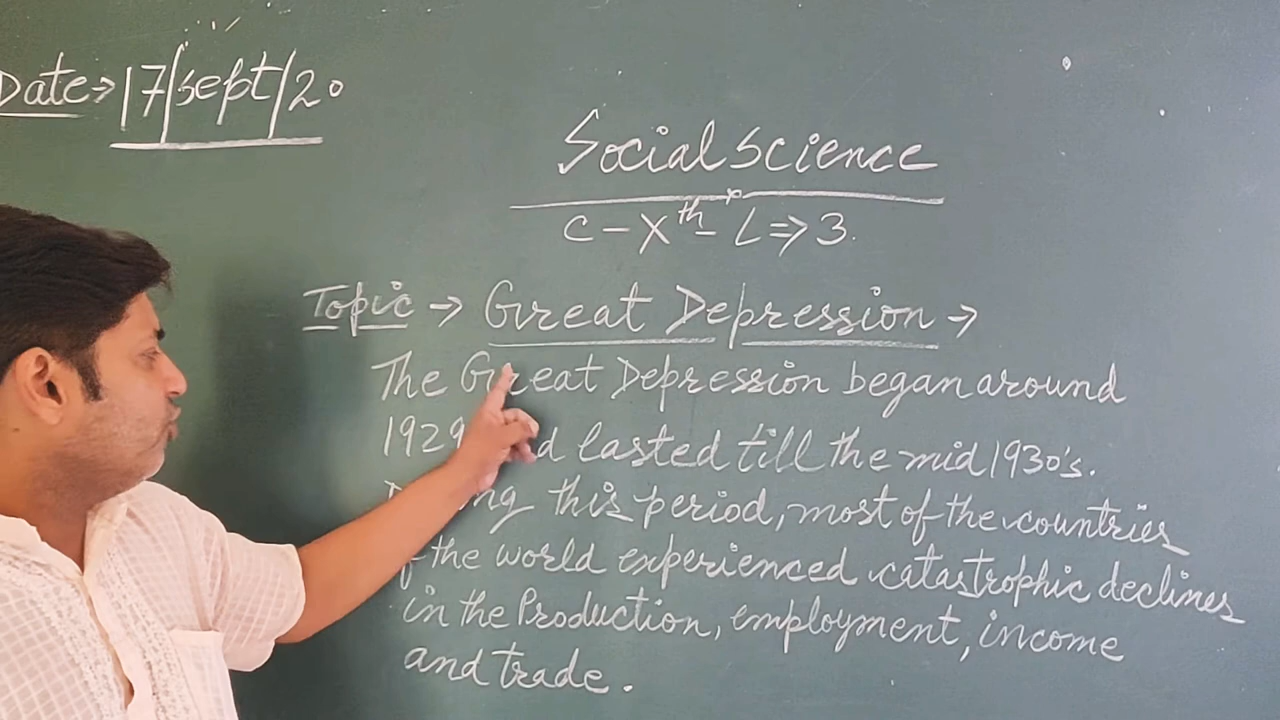 Date → 17/sept/20
Social Science
C - Xth L ⇒ 3.
Topic → Great Depression →
The Great Depression began around
1929 lasted till the mid 1930's.
this period, most of the countries
the world experienced catastrophic declines
in the Production, employment, income
and trade.